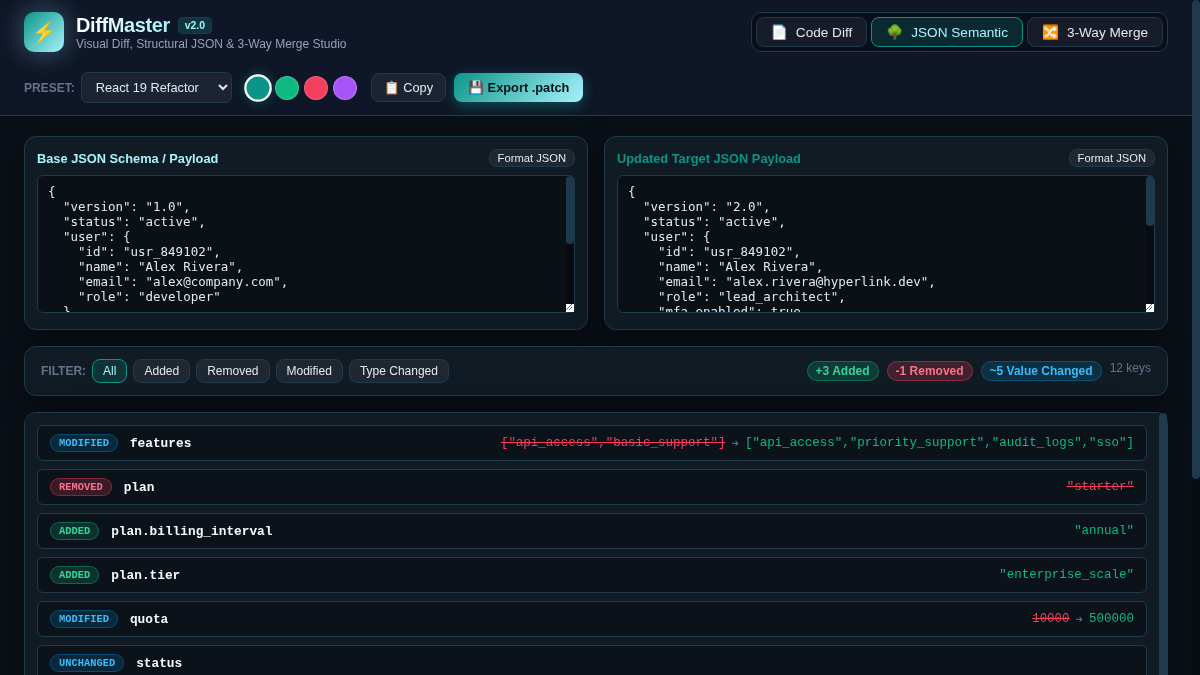 DiffMaster v2.0
Visual Diff, Structural JSON & 3-Way Merge Studio
Code Diff
JSON Semantic
3-Way Merge
PRESET: React 19 Refactor
Copy
Export .patch
Base JSON Schema / Payload
Format JSON
{
  "version": "1.0",
  "status": "active",
  "user": {
    "id": "usr_849102",
    "name": "Alex Rivera",
    "email": "alex@company.com",
    "role": "developer"
  }
Updated Target JSON Payload
Format JSON
{
  "version": "2.0",
  "status": "active",
  "user": {
    "id": "usr_849102",
    "name": "Alex Rivera",
    "email": "alex.rivera@hyperlink.dev",
    "role": "lead_architect",
    "mfa_enabled": true
FILTER: All Added Removed Modified Type Changed
+3 Added -1 Removed ~5 Value Changed 12 keys
MODIFIED features ["api_access","basic_support"] → ["api_access","priority_support","audit_logs","sso"]
REMOVED plan "starter"
ADDED plan.billing_interval "annual"
ADDED plan.tier "enterprise_scale"
MODIFIED quota 10000 → 500000
UNCHANGED status